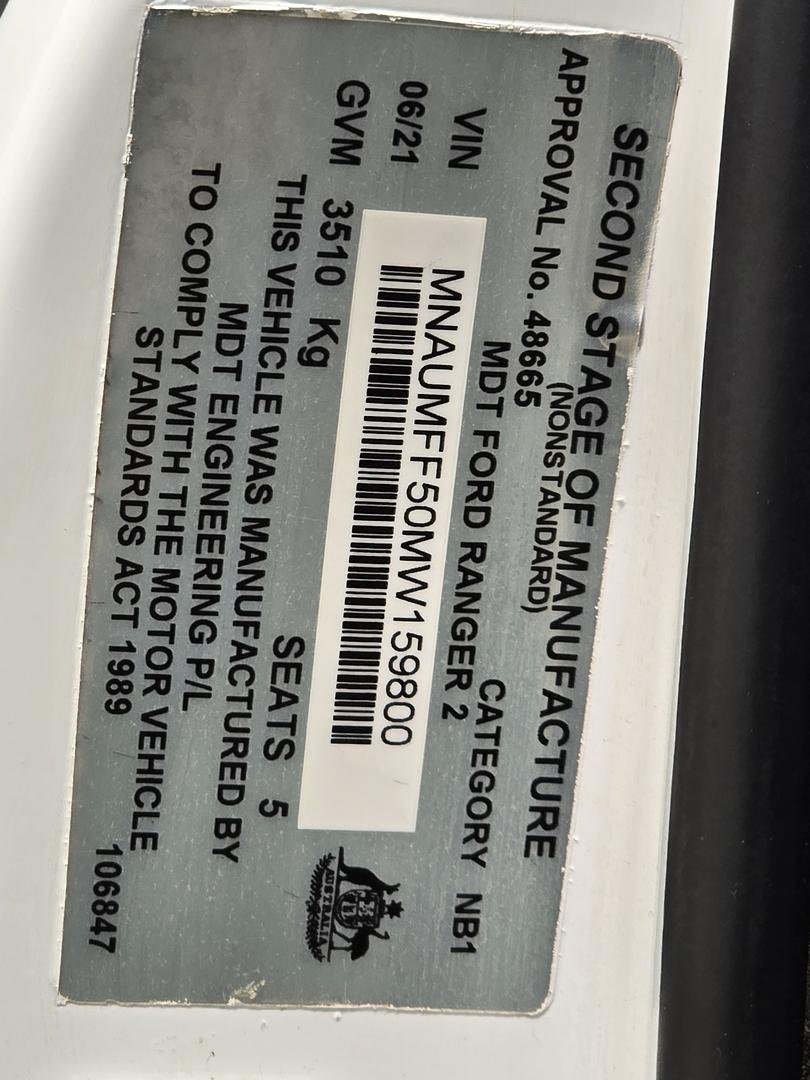 SECOND STAGE OF MANUFACTURE
(NONSTANDARD)
APPROVAL No. 48665 CATEGORY NB1
MDT FORD RANGER 2
VIN MNAUMFF50MW159800
06/21
GVM 3510 Kg SEATS 5
THIS VEHICLE WAS MANUFACTURED BY
MDT ENGINEERING P/L
TO COMPLY WITH THE MOTOR VEHICLE
STANDARDS ACT 1989
106847
AUSTRALIA